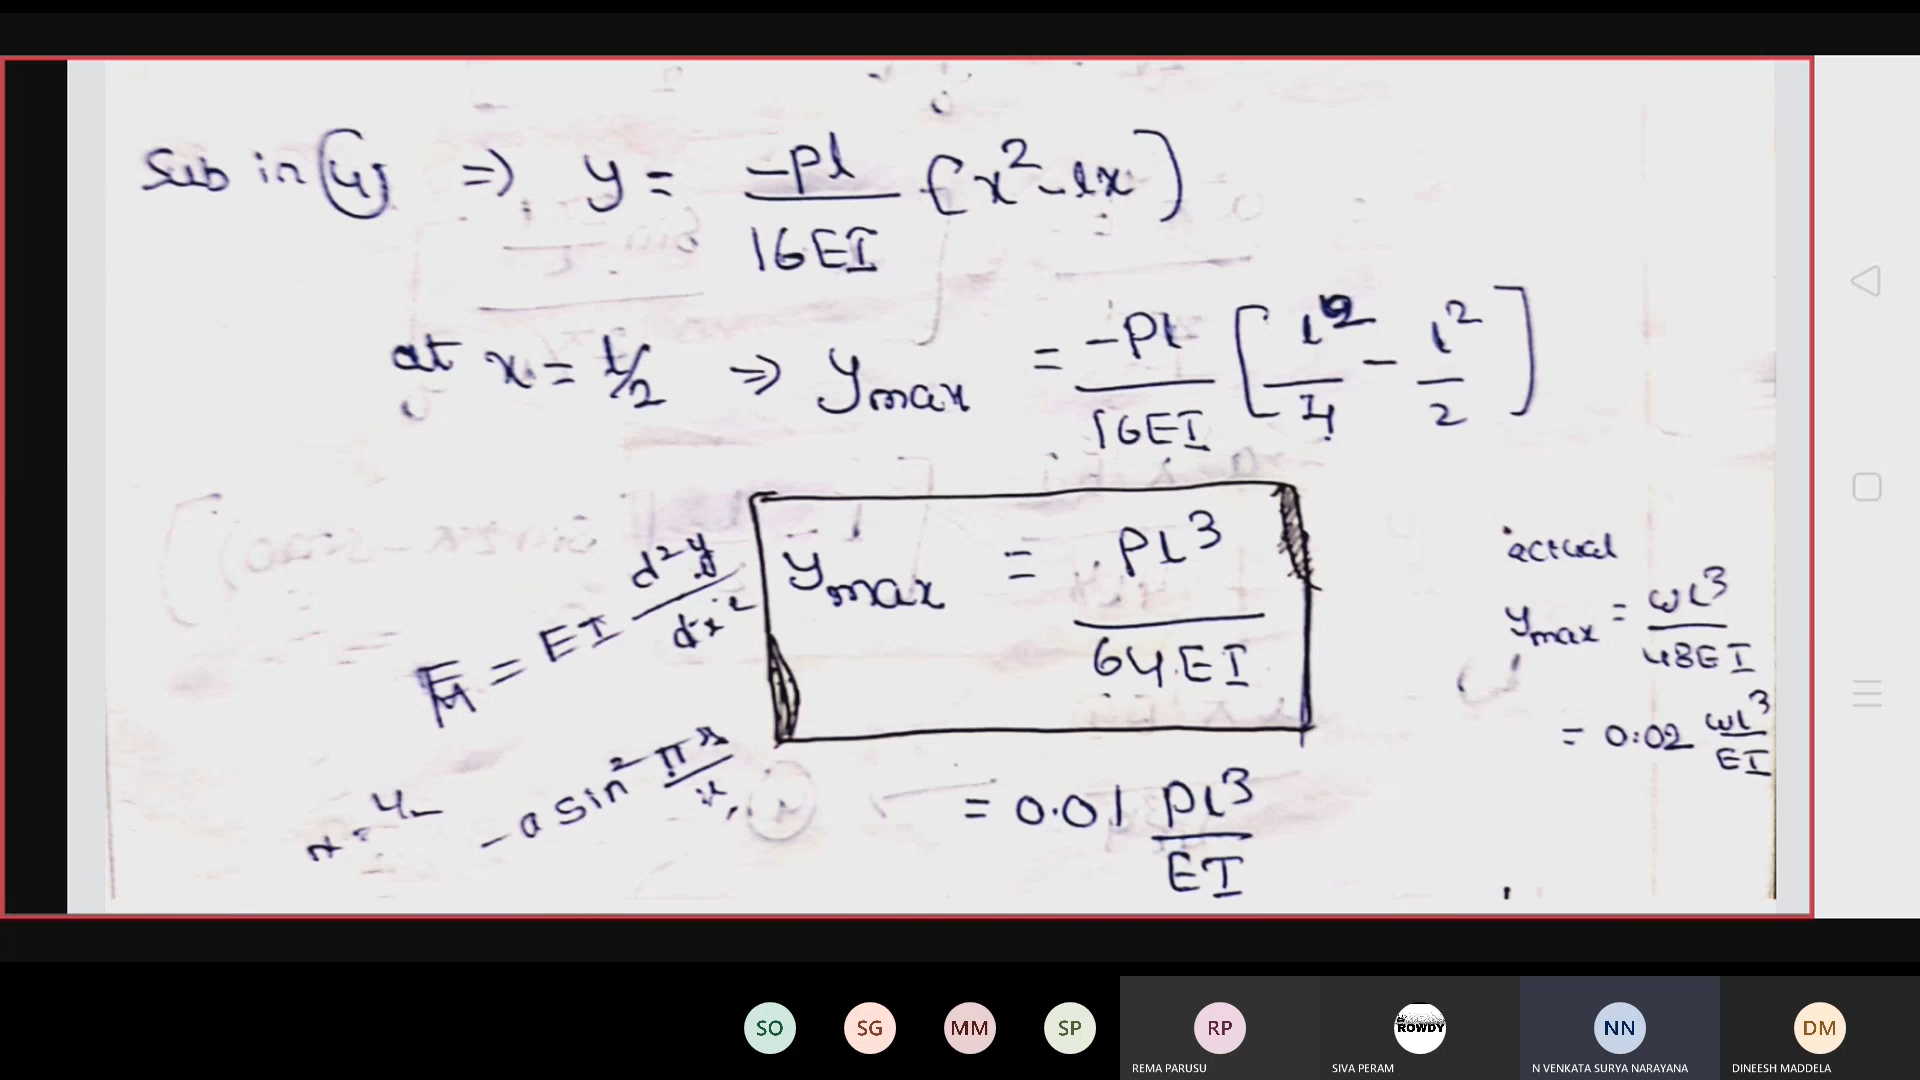 Sub in (4) => y = -Pl/16EI [x² - lx]
at x = l/2 => ymax = -Pl/16EI [l²/4 - l²/2]
ymax = Pl³/64EI
= 0.01 Pl³/EI
actual
ymax = ωl³/48EI
= 0.02 ωl³/EI
M = EI d²y/dx²
- a sin² πx
SO SG MM SP RP ROWDY NN DM
REMA PARUSU SIVA PERAM N VENKATA SURYA NARAYANA DINEESH MADDELA